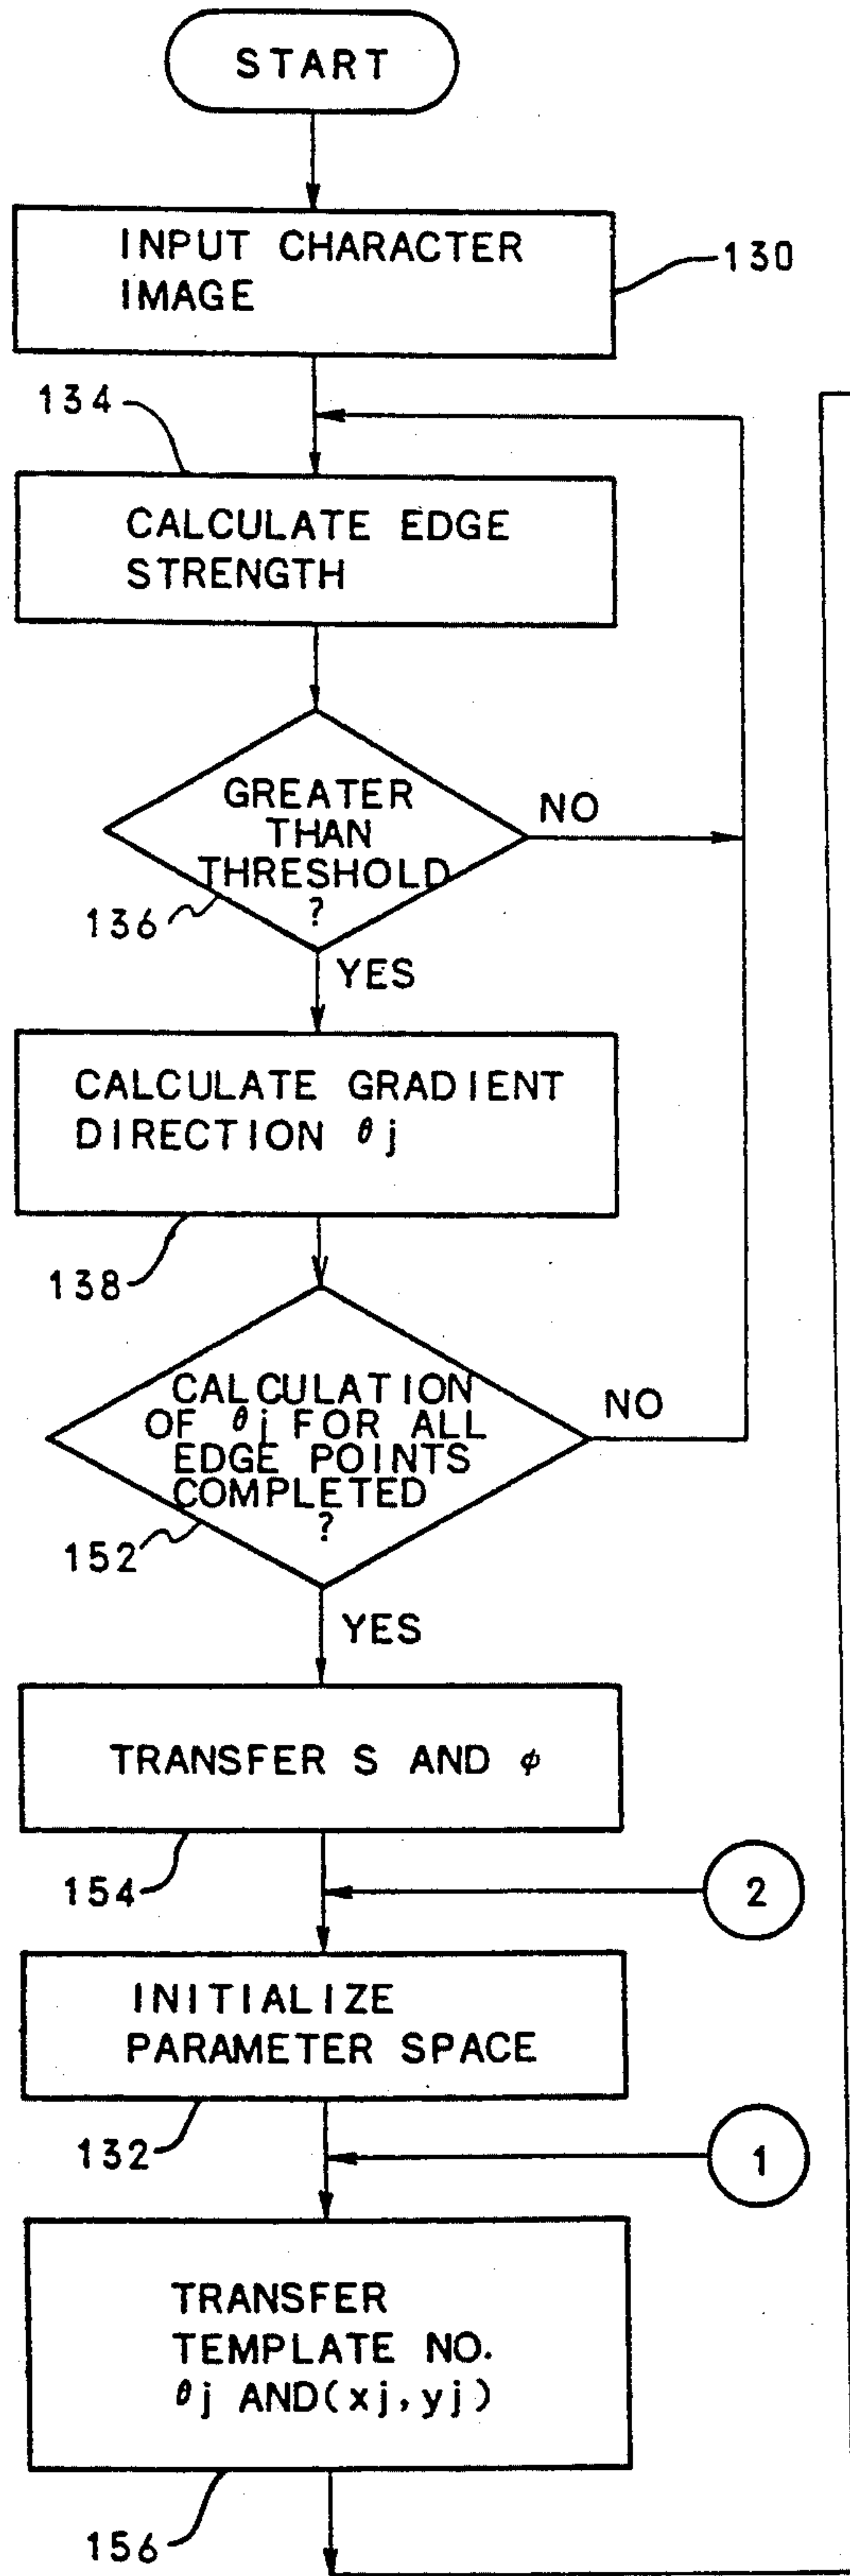 START
INPUT CHARACTER
IMAGE
130
134
CALCULATE EDGE
STRENGTH
GREATER
THAN
THRESHOLD
?
NO
136
YES
CALCULATE GRADIENT
DIRECTION θj
138
CALCULATION
OF θj FOR ALL
EDGE POINTS
COMPLETED
?
NO
152
YES
TRANSFER S AND φ
154
2
INITIALIZE
PARAMETER SPACE
132
1
TRANSFER
TEMPLATE NO.
θj AND(xj,yj)
156